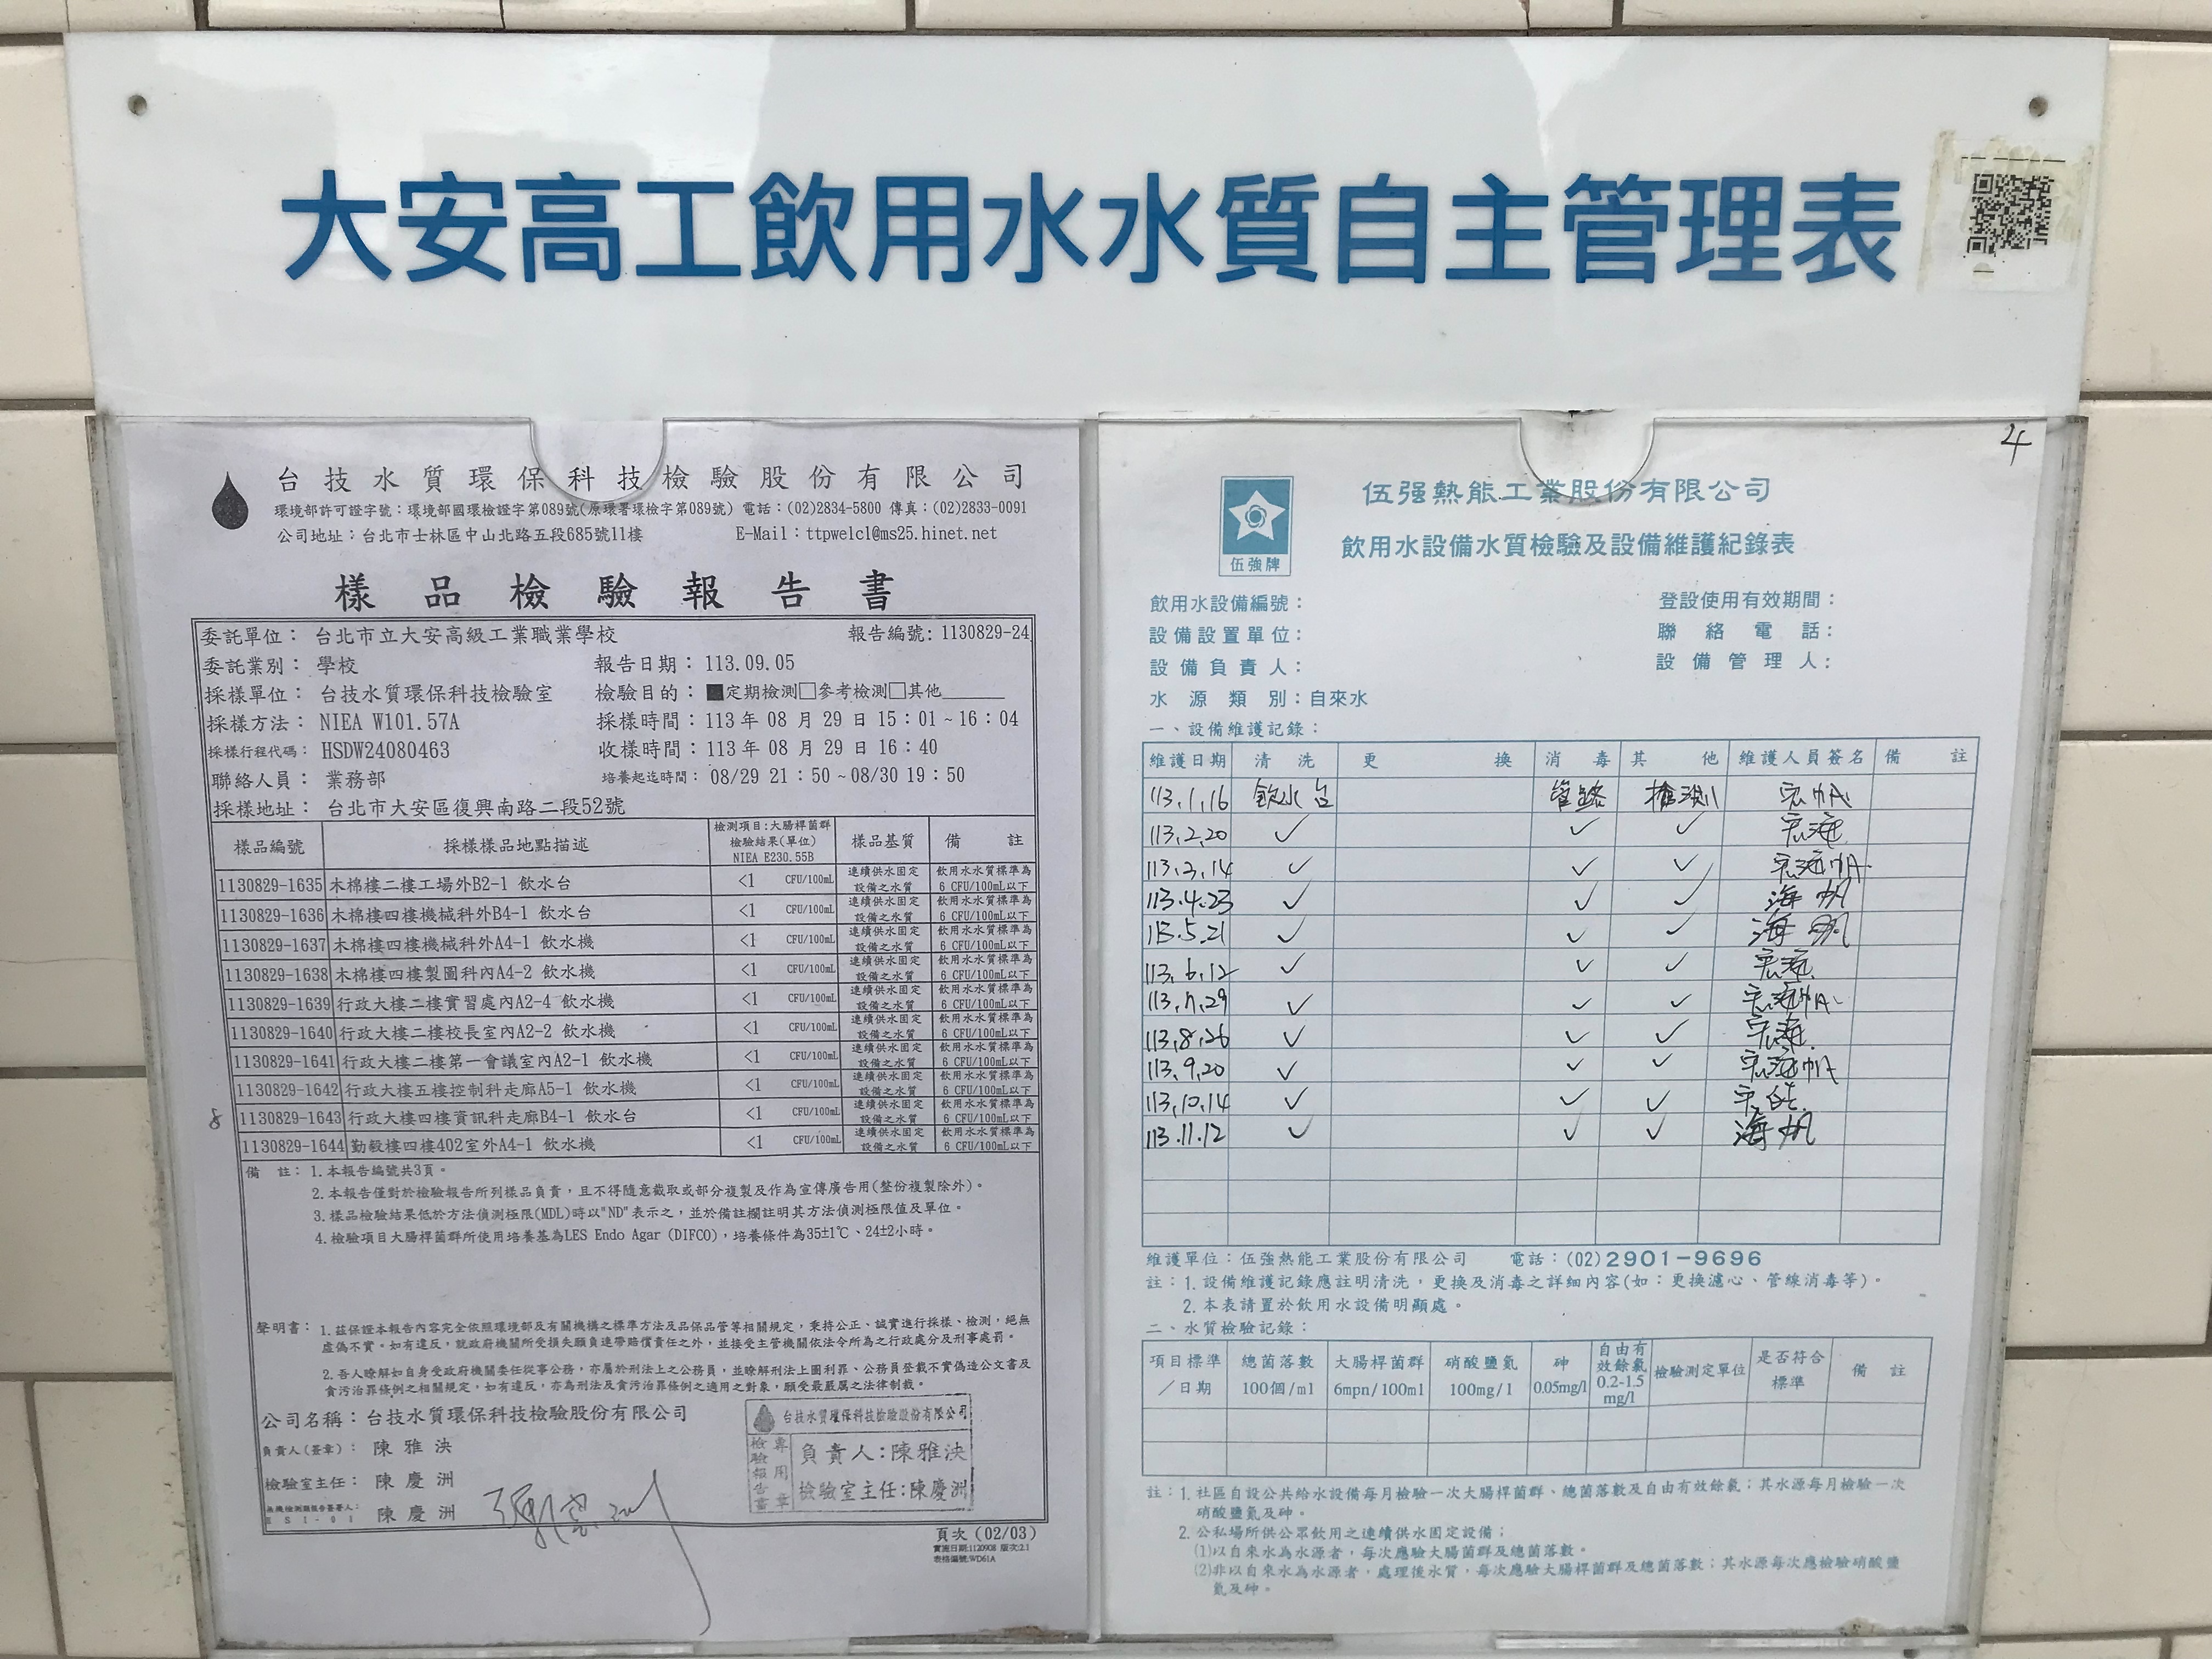 大安高工飲用水水質自主管理表
台技水質環保科技檢驗股份有限公司
環境部許可證字號：環境部國環檢證字第089號(原環署環檢字第089號) 電話：(02)2834-5800 傳真：(02)2833-0091
公司地址：台北市士林區中山北路五段685號11樓 E-Mail：ttpwelcl@ms25.hinet.net
樣品檢驗報告書
委託單位： 台北市立大安高級工業職業學校 報告編號: 1130829-24
委託業別： 學校 報告日期： 113.09.05
採樣單位： 台技水質環保科技檢驗室 檢驗目的： ■定期檢測□參考檢測□其他
採樣方法： NIEA W101.57A 採樣時間：113 年 08 月 29 日 15：01 ~ 16：04
採樣行程代碼： HSDW24080463 收樣時間：113 年 08 月 29 日 16：40
聯絡人員： 業務部 培養起迄時間： 08/29 21：50 ~ 08/30 19：50
採樣地址： 台北市大安區復興南路二段52號
樣品編號 採樣樣品地點描述 檢測項目:大腸桿菌群 檢驗結果(單位) NIEA E230.55B 樣品基質 備註
1130829-1635 木棉樓二樓工場外B2-1 飲水台 <1 CFU/100mL 連續供水固定設備之水質 飲用水水質標準為6 CFU/100mL以下
1130829-1636 木棉樓四樓機械科外B4-1 飲水台 <1 CFU/100mL 連續供水固定設備之水質 飲用水水質標準為6 CFU/100mL以下
1130829-1637 木棉樓四樓機械科外A4-1 飲水機 <1 CFU/100mL 連續供水固定設備之水質 飲用水水質標準為6 CFU/100mL以下
1130829-1638 木棉樓四樓製圖科內A4-2 飲水機 <1 CFU/100mL 連續供水固定設備之水質 飲用水水質標準為6 CFU/100mL以下
1130829-1639 行政大樓二樓實習處內A2-4 飲水機 <1 CFU/100mL 連續供水固定設備之水質 飲用水水質標準為6 CFU/100mL以下
1130829-1640 行政大樓二樓校長室內A2-2 飲水機 <1 CFU/100mL 連續供水固定設備之水質 飲用水水質標準為6 CFU/100mL以下
1130829-1641 行政大樓二樓第一會議室內A2-1 飲水機 <1 CFU/100mL 連續供水固定設備之水質 飲用水水質標準為6 CFU/100mL以下
1130829-1642 行政大樓五樓控制科走廊A5-1 飲水機 <1 CFU/100mL 連續供水固定設備之水質 飲用水水質標準為6 CFU/100mL以下
8 1130829-1643 行政大樓四樓資訊科走廊B4-1 飲水台 <1 CFU/100mL 連續供水固定設備之水質 飲用水水質標準為6 CFU/100mL以下
1130829-1644 勤毅樓四樓402室外A4-1 飲水機 <1 CFU/100mL 連續供水固定設備之水質 飲用水水質標準為6 CFU/100mL以下
備註：1.本報告編號共3頁。
2.本報告僅對於檢驗報告所列樣品負責，且不得隨意截取或部分複製及作為宣傳廣告用(整份複製除外)。
3.樣品檢驗結果低於方法偵測極限(MDL)時以"ND"表示之，並於備註欄註明其方法偵測極限值及單位。
4.檢驗項目大腸桿菌群所使用培養基為LES Endo Agar (DIFCO)，培養條件為35±1℃、24±2小時。
聲明書：1.茲保證本報告內容完全依照環境部及有關機構之標準方法及品保品管等相關規定，秉持公正、誠實進行採樣、檢測，絕無
虛偽不實。如有違反，就政府機關所受損失願負連帶賠償責任之外，並接受主管機關依法令所為之行政處分及刑事處罰。
2.吾人瞭解如自身受政府機關委任從事公務，亦屬於刑法上之公務員，並瞭解刑法上圖利罪、公務員登載不實偽造公文書及
貪污治罪條例之相關規定，如有違反，亦為刑法及貪污治罪條例之適用之對象，願受最嚴厲之法律制裁。
公司名稱：台技水質環保科技檢驗股份有限公司
負責人(簽章)： 陳雅泱
檢驗室主任： 陳慶洲
陳慶洲
台技水質環保科技檢驗股份有限公司
檢驗報告專用章
負責人:陳雅泱
檢驗室主任:陳慶洲
頁次 (02/03)
實施日期:1120908 版次:2.1
表格編號:WD61A
4
伍強牌
伍强熱能工業股份有限公司
飲用水設備水質檢驗及設備維護紀錄表
飲用水設備編號： 登設使用有效期間：
設備設置單位： 聯絡電話：
設備負責人： 設備管理人：
水源類別：自來水
一、設備維護記錄：
維護日期 清洗 更換 消毒 其他 維護人員簽名 備註
113.1.16 飲水台 管路 檢測
113.2.20 ✓ ✓ ✓
113.3.14 ✓ ✓ ✓
113.4.23 ✓ ✓ ✓ 海帆
113.5.21 ✓ ✓ ✓ 海帆
113.6.12 ✓ ✓ ✓
113.7.29 ✓ ✓ ✓
113.8.26 ✓ ✓ ✓
113.9.20 ✓ ✓ ✓
113.10.14 ✓ ✓ ✓
113.11.12 ✓ ✓ ✓ 海帆
維護單位：伍強熱能工業股份有限公司 電話：(02)2901-9696
註：1.設備維護記錄應註明清洗，更換及消毒之詳細內容(如：更換濾心、管線消毒等)。
2.本表請置於飲用水設備明顯處。
二、水質檢驗記錄：
項目標準／日期 總菌落數 100個/ml 大腸桿菌群 6mpn/100ml 硝酸鹽氮 100mg/l 砷 0.05mg/l 自由有效餘氯 0.2-1.5 mg/l 檢驗測定單位 是否符合標準 備註
註：1.社區自設公共給水設備每月檢驗一次大腸桿菌群、總菌落數及自由有效餘氯；其水源每月檢驗一次
硝酸鹽氮及砷。
2.公私場所供公眾飲用之連續供水固定設備；
(1)以自來水為水源者，每次應驗大腸菌群及總菌落數。
(2)非以自來水為水源者，處理後水質，每次應驗大腸桿菌群及總菌落數；其水源每次應檢驗硝酸鹽
氮及砷。